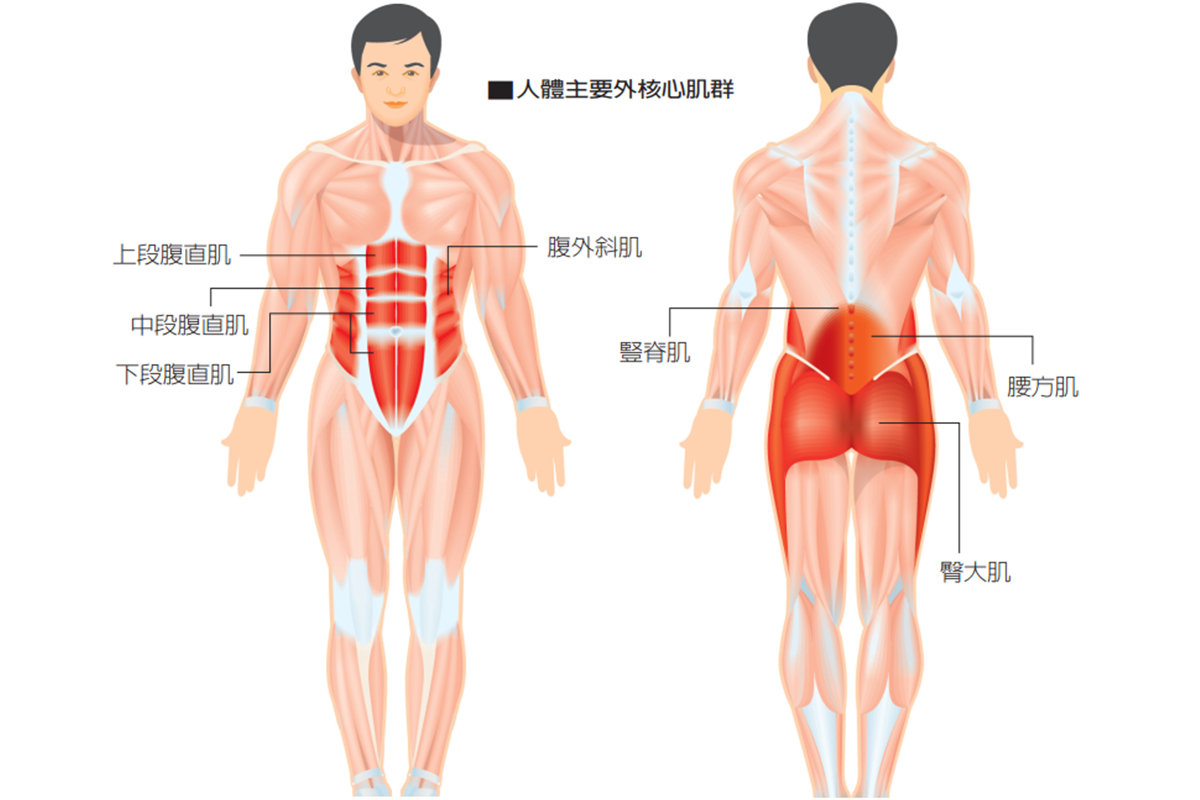 ■人體主要外核心肌群
上段腹直肌
中段腹直肌
下段腹直肌
腹外斜肌
豎脊肌
腰方肌
臀大肌